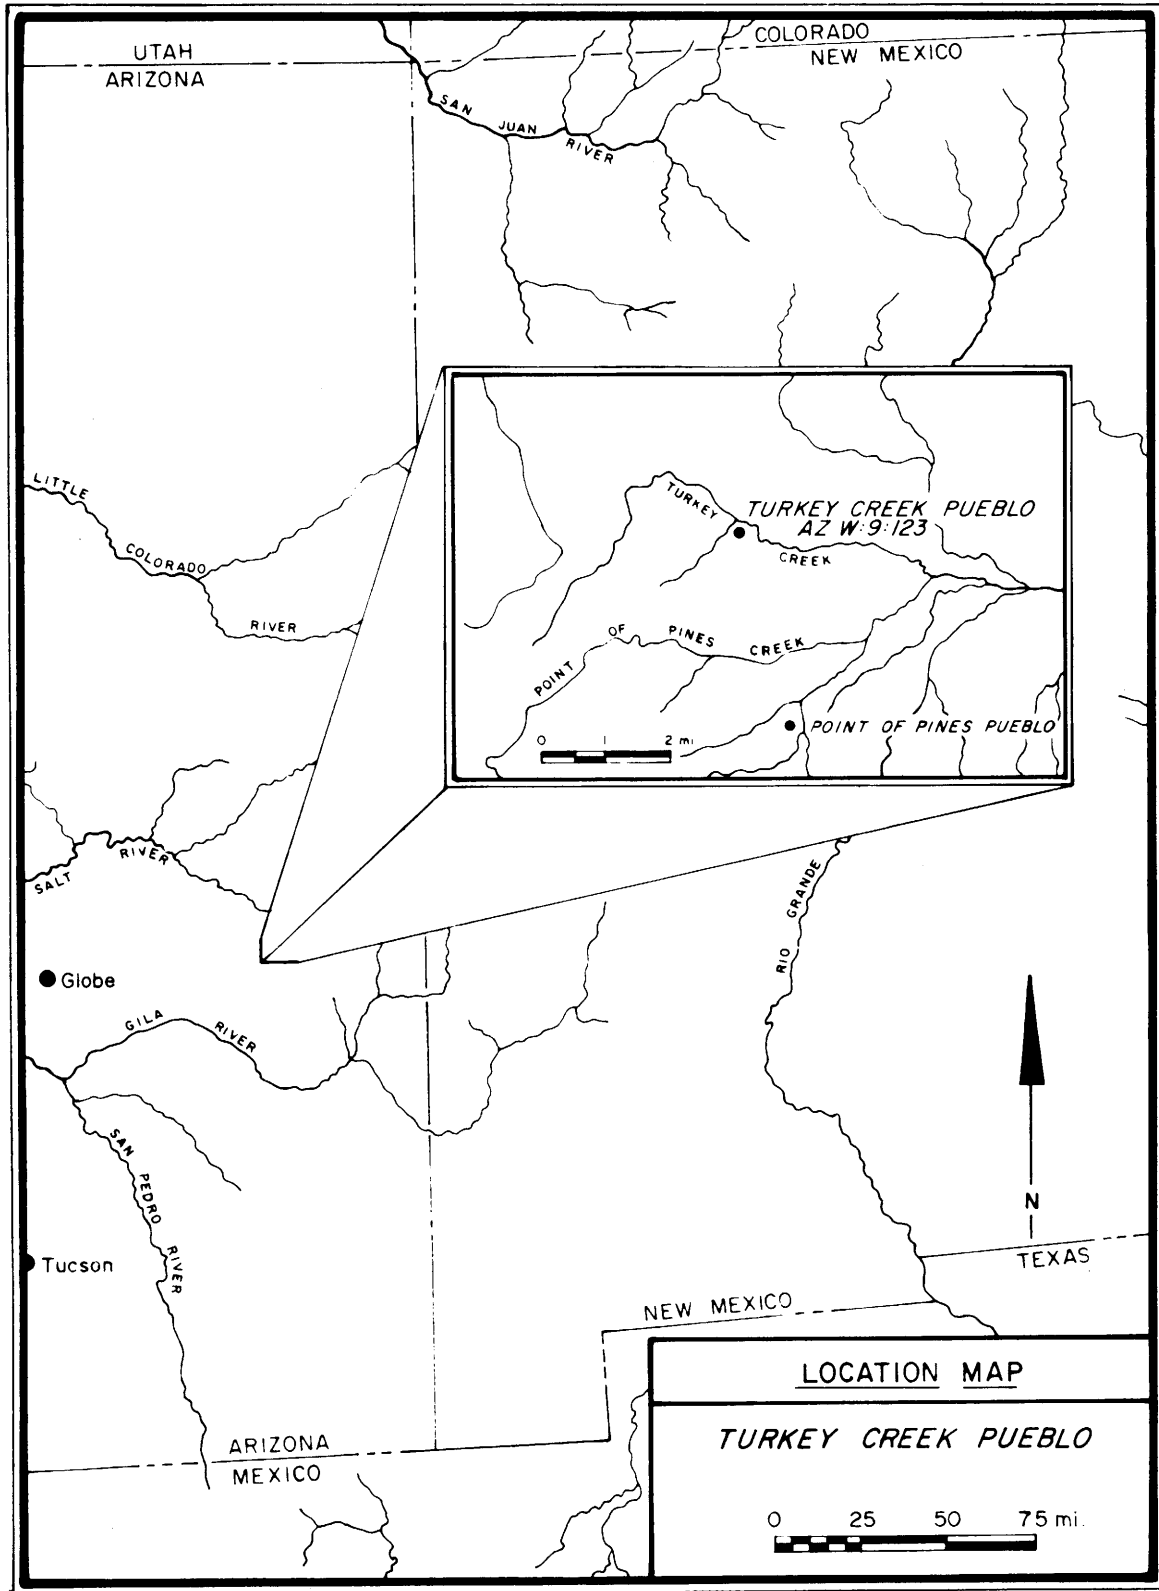 UTAH
ARIZONA
COLORADO
NEW MEXICO
SAN JUAN RIVER
LITTLE COLORADO RIVER
TURKEY CREEK
TURKEY CREEK PUEBLO
AZ W:9:123
POINT OF PINES CREEK
POINT OF PINES PUEBLO
0 1 2 mi
SALT RIVER
RIO GRANDE
Globe
GILA RIVER
SAN PEDRO RIVER
Tucson
N
TEXAS
NEW MEXICO
ARIZONA
MEXICO
LOCATION MAP
TURKEY CREEK PUEBLO
0 25 50 75 mi.